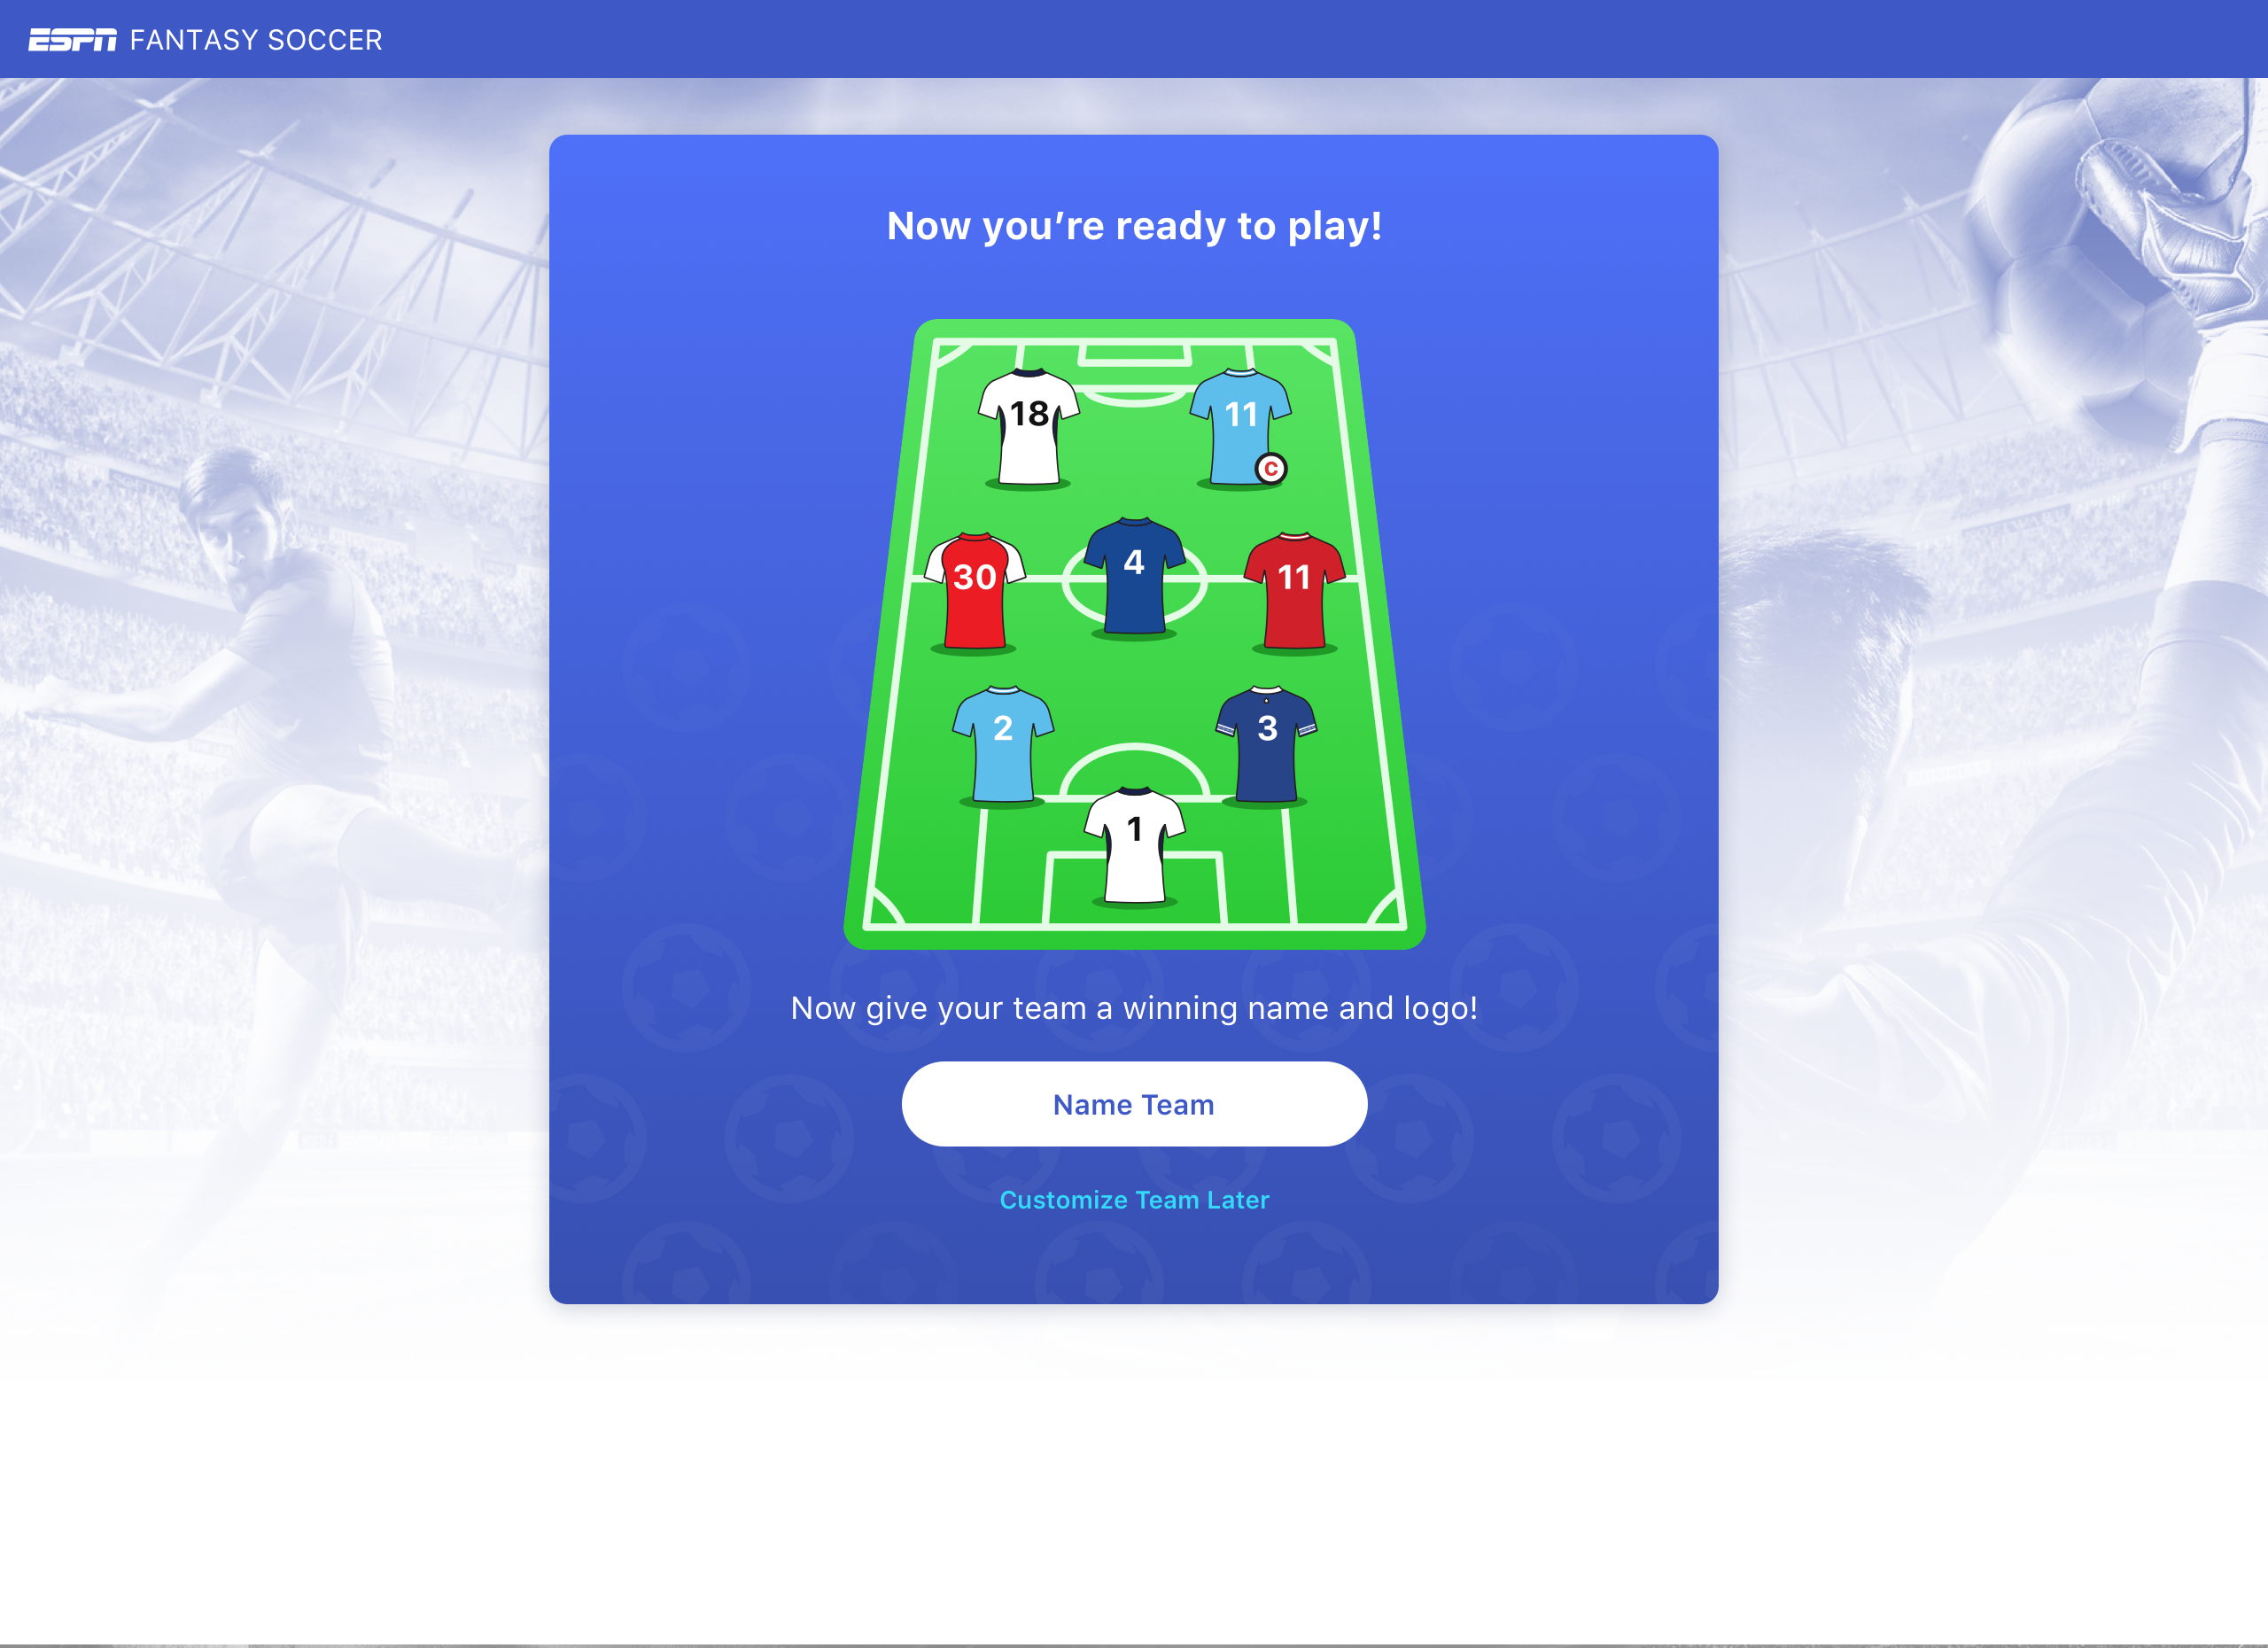 ESPN FANTASY SOCCER
Now you’re ready to play!
18
11
C
30
4
11
2
3
1
Now give your team a winning name and logo!
Name Team
Customize Team Later